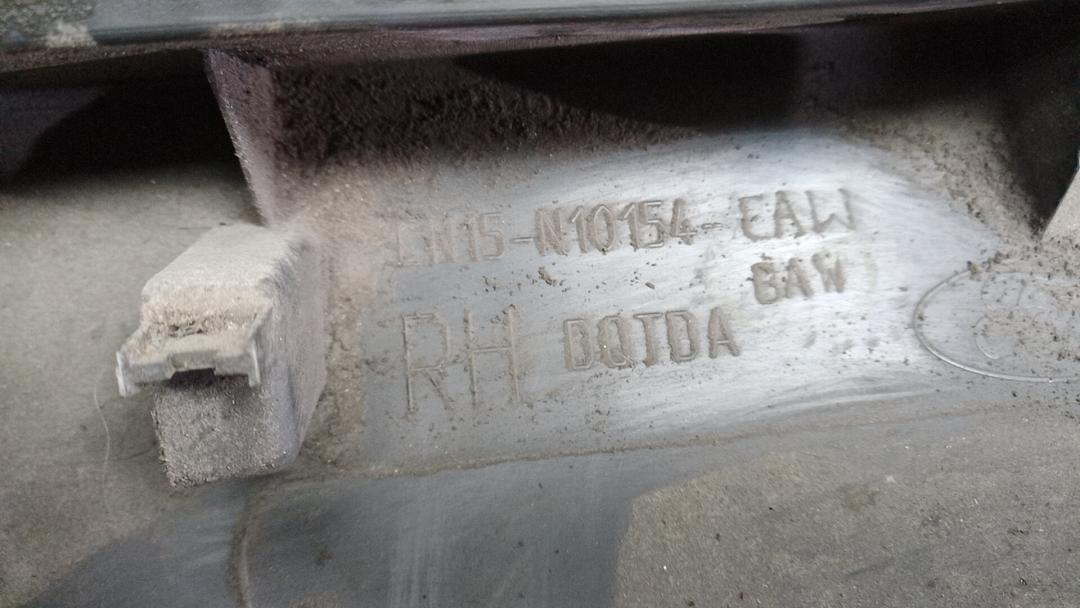 CN15-N10154-EAW
BAW
RH DQTDA